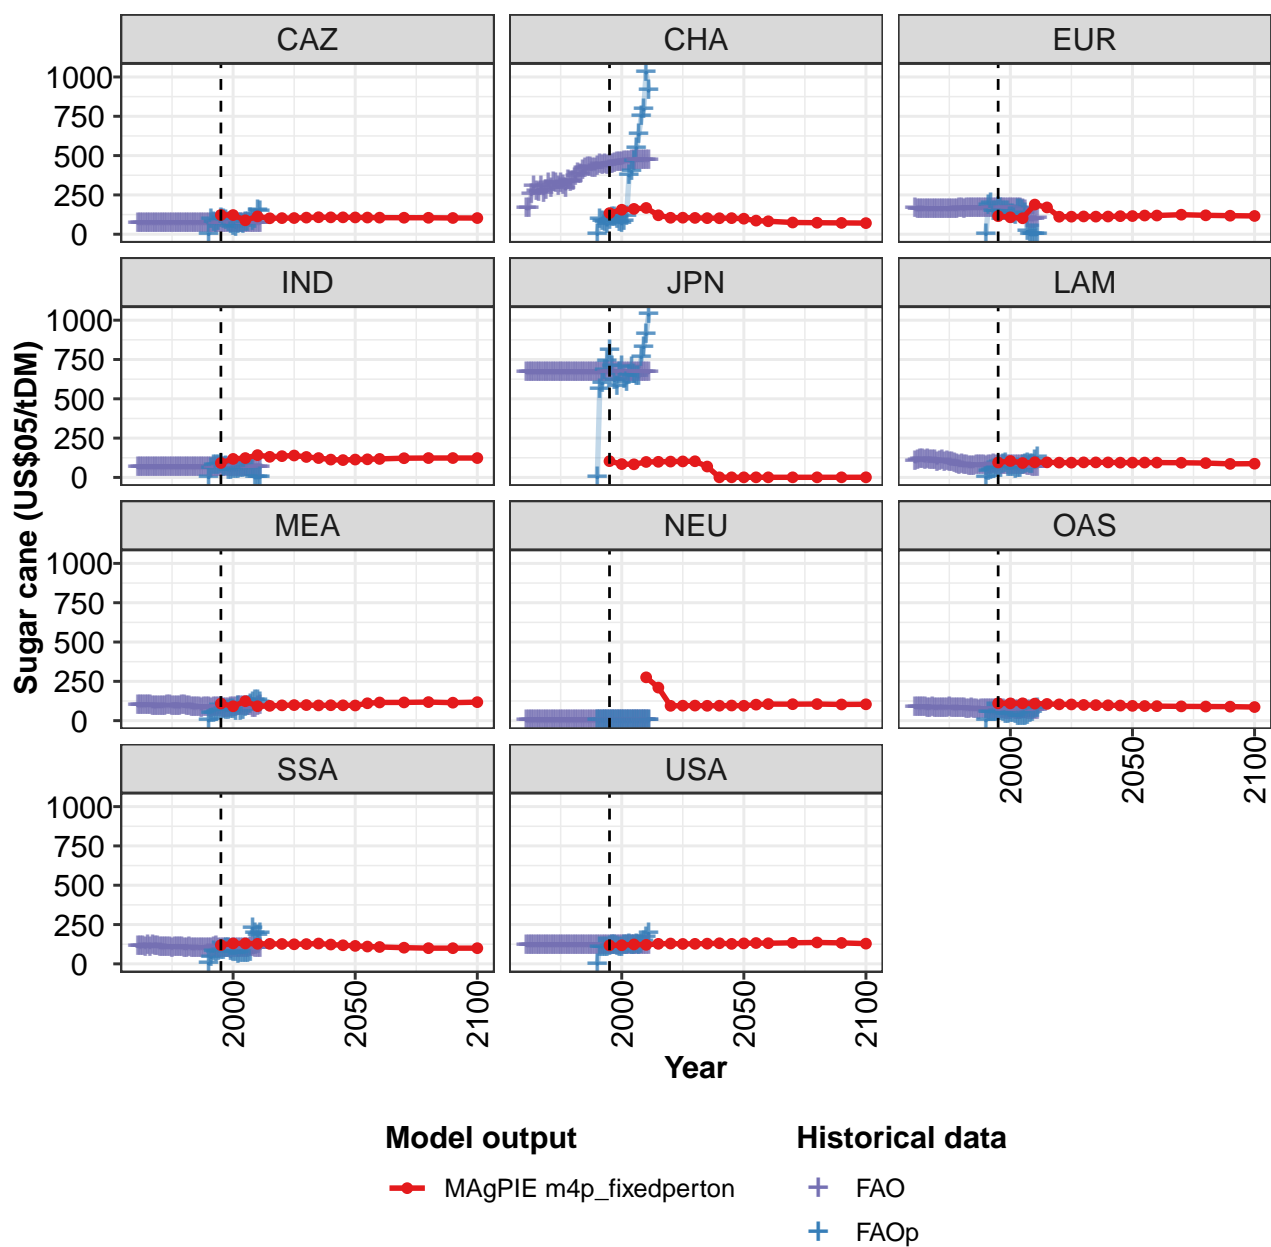 CAZ CHA EUR
1000
750
500
250
0
IND JPN LAM
1000
750
500
250
0
MEA NEU OAS
1000
750
500
250
0
2000 2050 2100
SSA USA
1000
750
500
250
0
2000 2050 2100 2000 2050 2100
Sugar cane (US$05/tDM)
Year
Model output Historical data
MAgPIE m4p_fixedperton FAO
FAOp